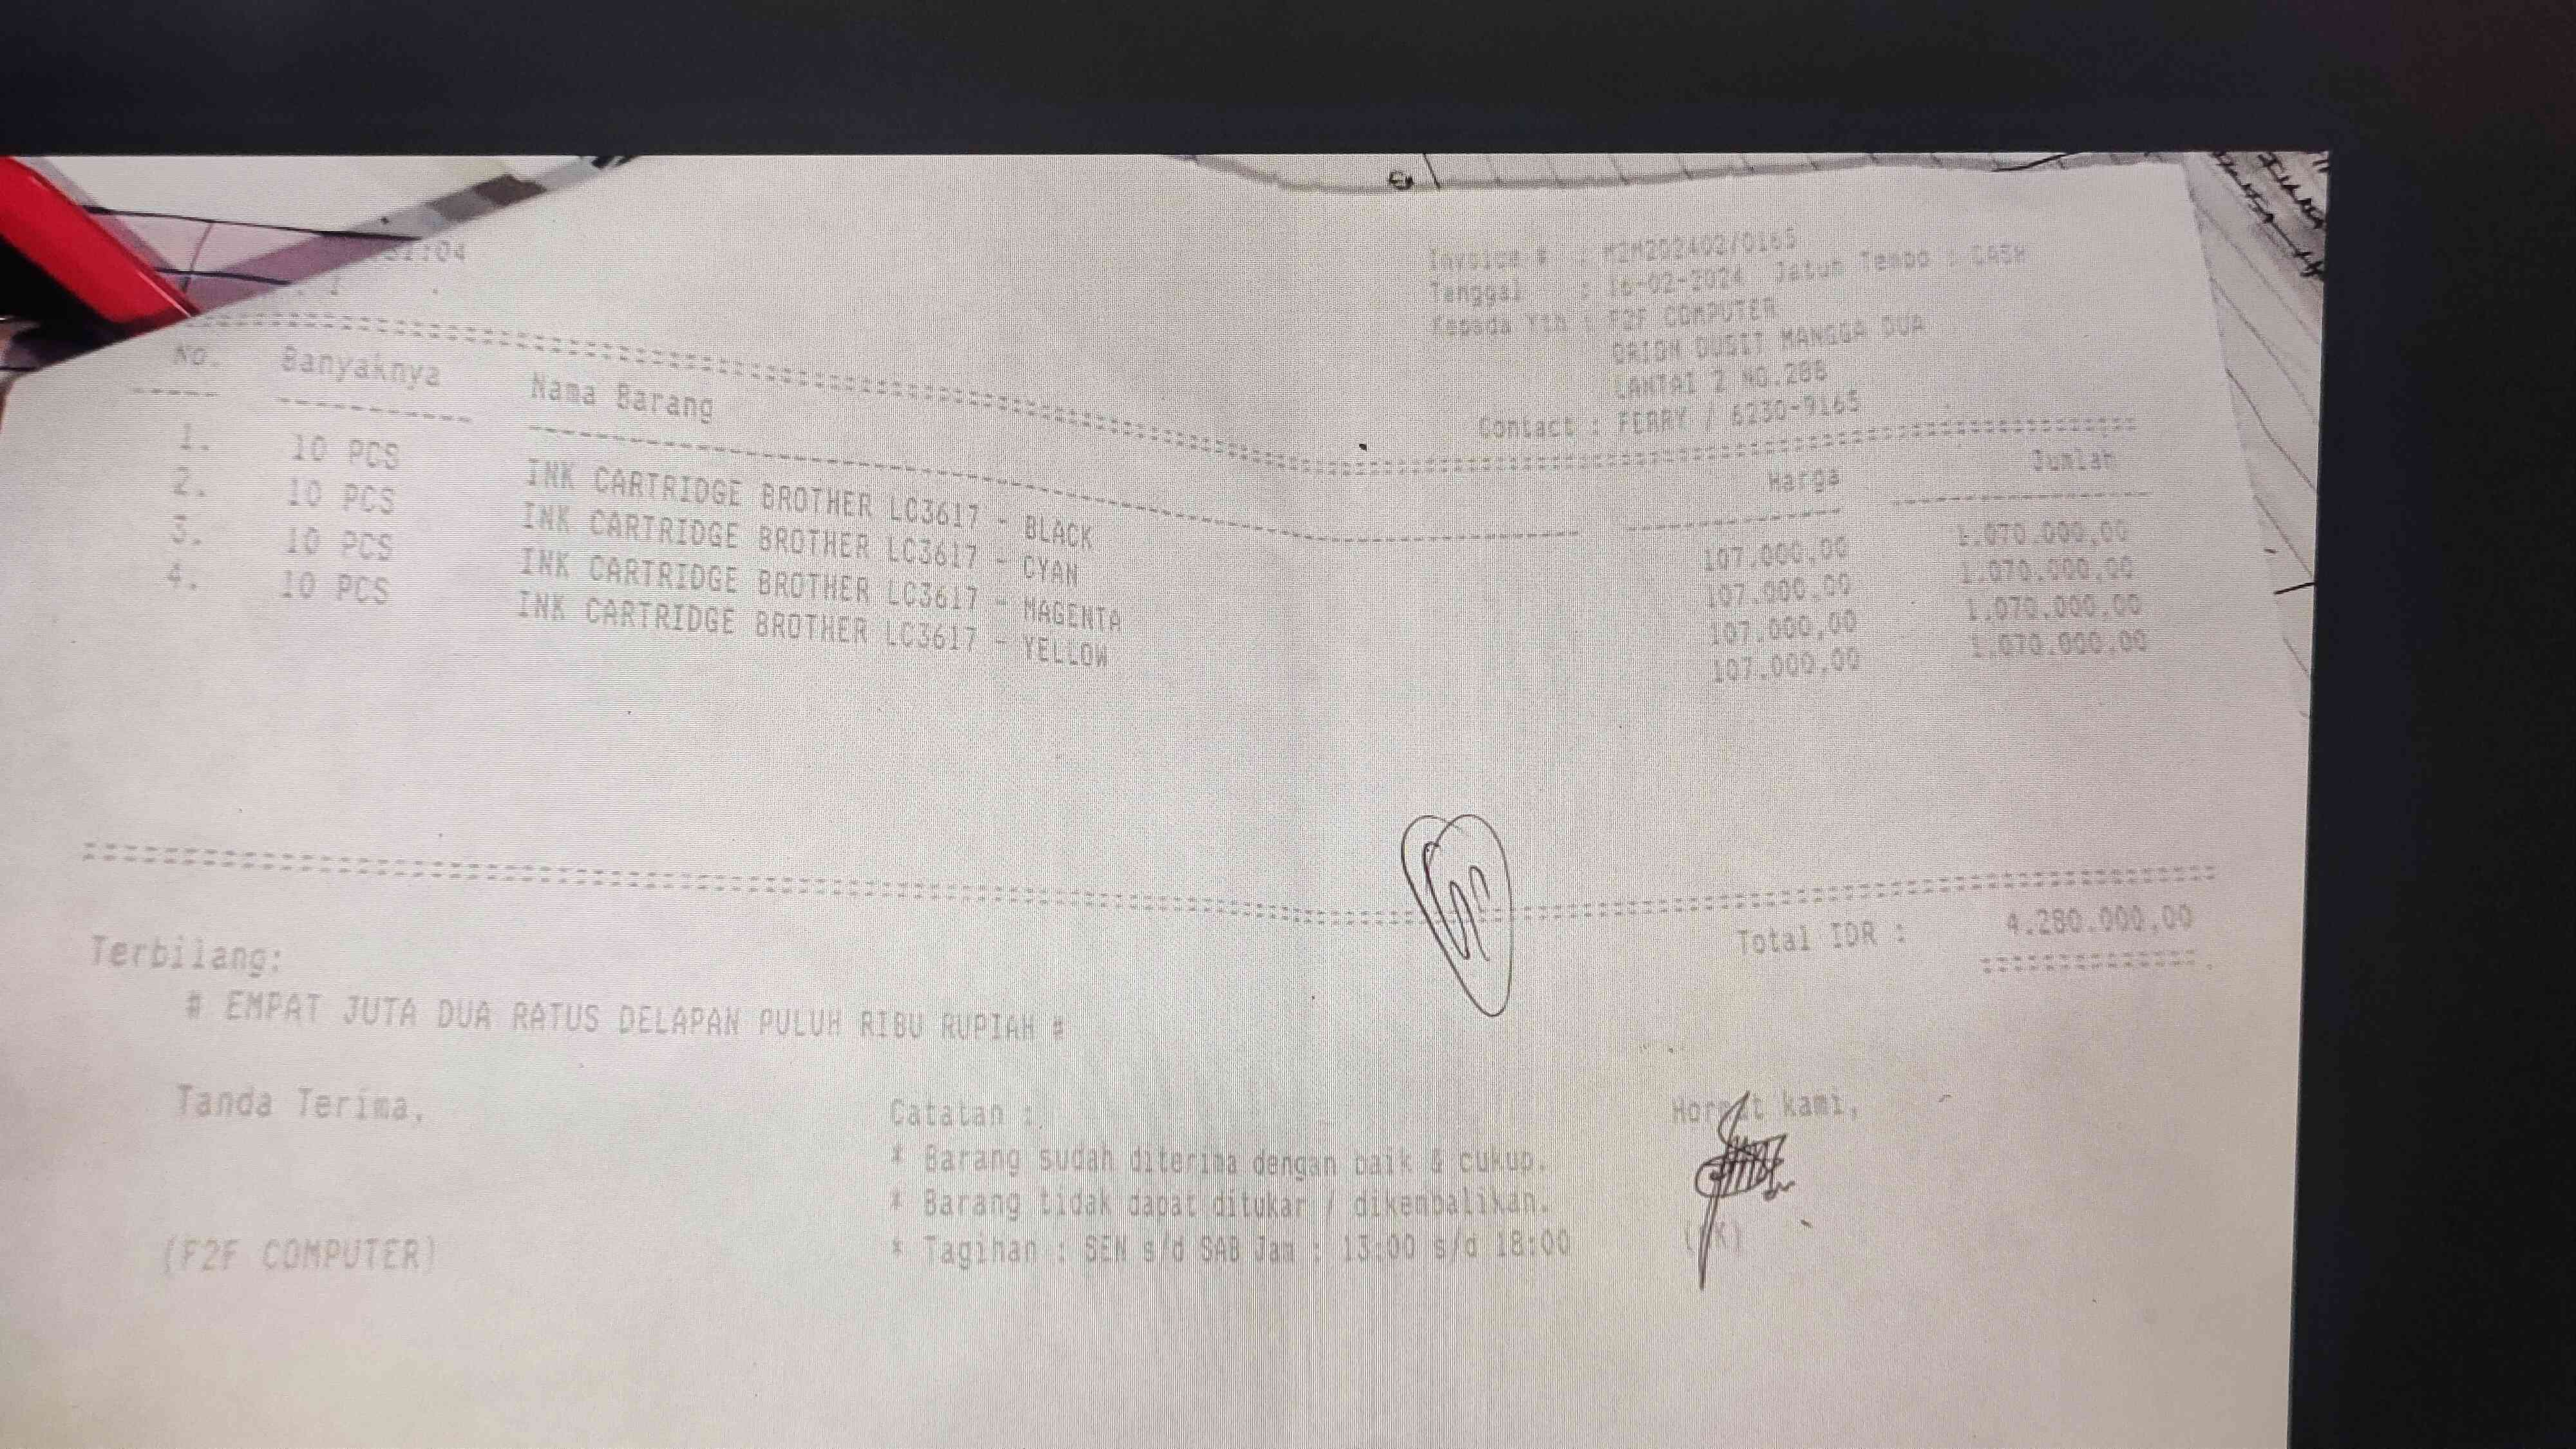 Invoice # : M2M202402/0165
Tanggal : 16-02-2024 Jatuh Tempo : CASH
Kepada Yth : F2F COMPUTER
ORION DUSIT MANGGA DUA
LANTAI 2 NO.28B
Contact : FERRY / 6230-9165
No. Banyaknya Nama Barang Harga Jumlah
1. 10 PCS INK CARTRIDGE BROTHER LC3617 - BLACK 107.000,00 1.070.000,00
2. 10 PCS INK CARTRIDGE BROTHER LC3617 - CYAN 107.000,00 1.070.000,00
3. 10 PCS INK CARTRIDGE BROTHER LC3617 - MAGENTA 107.000,00 1.070.000,00
4. 10 PCS INK CARTRIDGE BROTHER LC3617 - YELLOW 107.000,00 1.070.000,00
Total IDR : 4.280.000,00
Terbilang:
# EMPAT JUTA DUA RATUS DELAPAN PULUH RIBU RUPIAH #
Tanda Terima, Catatan : Hormat kami,
* Barang sudah diterima dengan baik & cukup.
* Barang tidak dapat ditukar / dikembalikan.
(F2F COMPUTER) * Tagihan : SEN s/d SAB Jam : 13:00 s/d 18:00